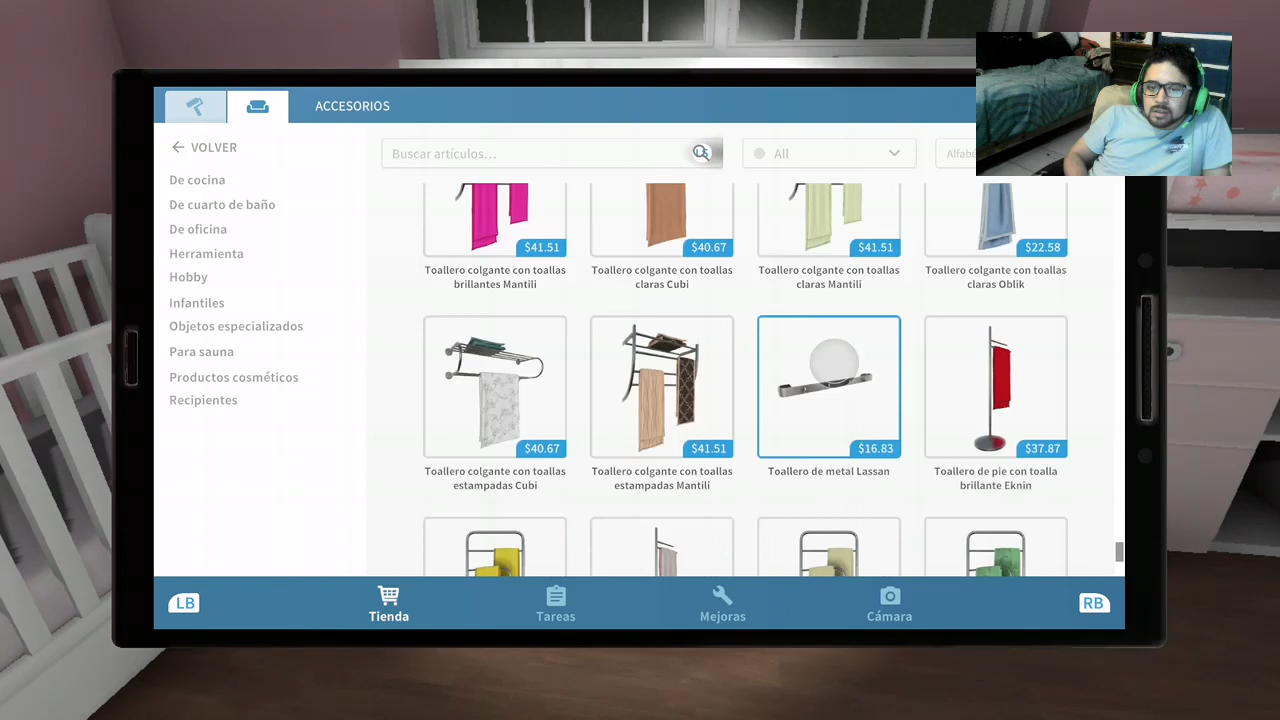 ACCESORIOS
VOLVER
De cocina
De cuarto de baño
De oficina
Herramienta
Hobby
Infantiles
Objetos especializados
Para sauna
Productos cosméticos
Recipientes
Buscar artículos...
LS
All
Alfabé
$41.51
$40.67
$41.51
$22.58
Toallero colgante con toallas
brillantes Mantili
Toallero colgante con toallas
claras Cubi
Toallero colgante con toallas
claras Mantili
Toallero colgante con toallas
claras Oblik
$40.67
$41.51
$16.83
$37.87
Toallero colgante con toallas
estampadas Cubi
Toallero colgante con toallas
estampadas Mantili
Toallero de metal Lassan
Toallero de pie con toalla
brillante Eknin
LB
Tienda
Tareas
Mejoras
Cámara
RB